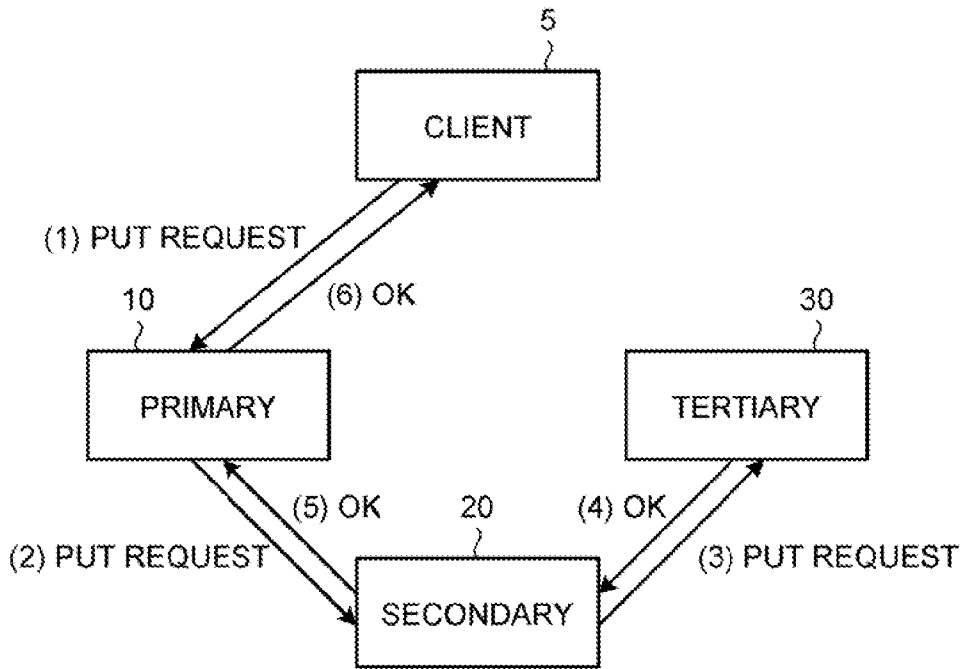 5
CLIENT
(1) PUT REQUEST
(6) OK
10
30
PRIMARY
TERTIARY
(5) OK
20
(4) OK
(2) PUT REQUEST
(3) PUT REQUEST
SECONDARY